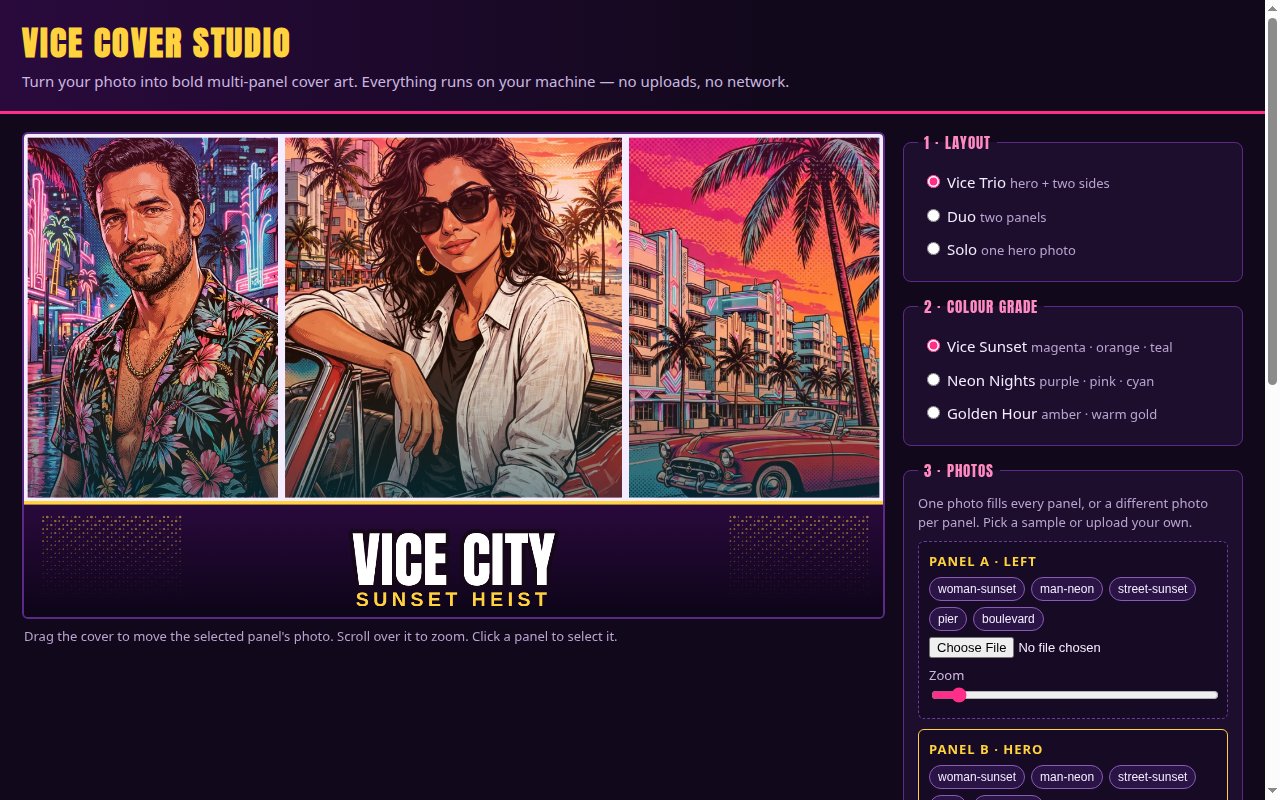 VICE COVER STUDIO
Turn your photo into bold multi-panel cover art. Everything runs on your machine — no uploads, no network.
VICE CITY
SUNSET HEIST
Drag the cover to move the selected panel's photo. Scroll over it to zoom. Click a panel to select it.
1 · LAYOUT
Vice Trio hero + two sides
Duo two panels
Solo one hero photo
2 · COLOUR GRADE
Vice Sunset magenta · orange · teal
Neon Nights purple · pink · cyan
Golden Hour amber · warm gold
3 · PHOTOS
One photo fills every panel, or a different photo
per panel. Pick a sample or upload your own.
PANEL A · LEFT
woman-sunset man-neon street-sunset
pier boulevard
Choose File No file chosen
Zoom
PANEL B · HERO
woman-sunset man-neon street-sunset